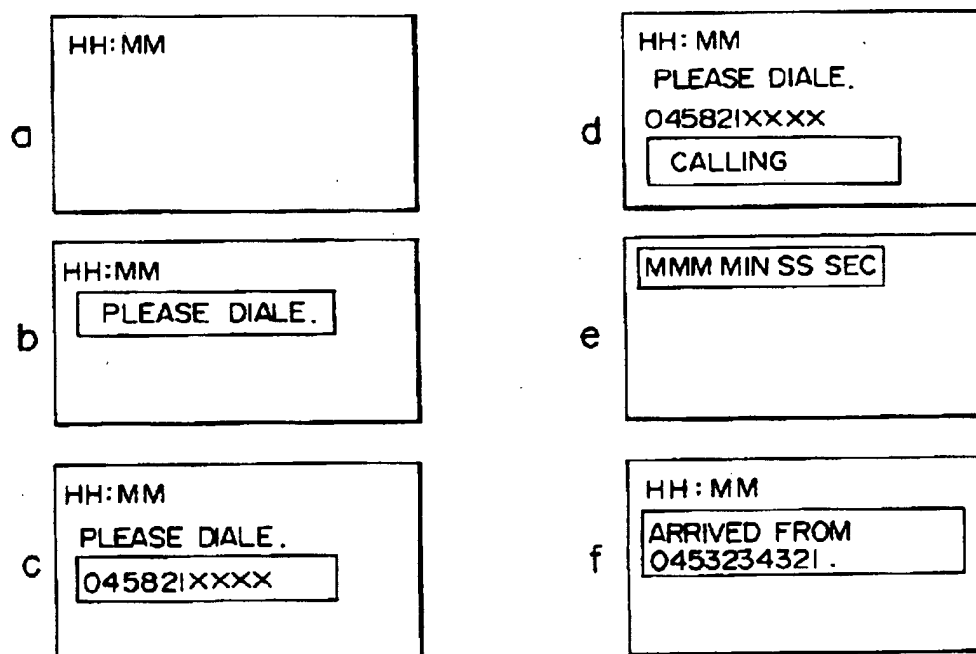 a
HH:MM
b
HH:MM
PLEASE DIALE.
c
HH:MM
PLEASE DIALE.
045821XXXX
d
HH:MM
PLEASE DIALE.
045821XXXX
CALLING
e
MMM MIN SS SEC
f
HH:MM
ARRIVED FROM
0453234321.